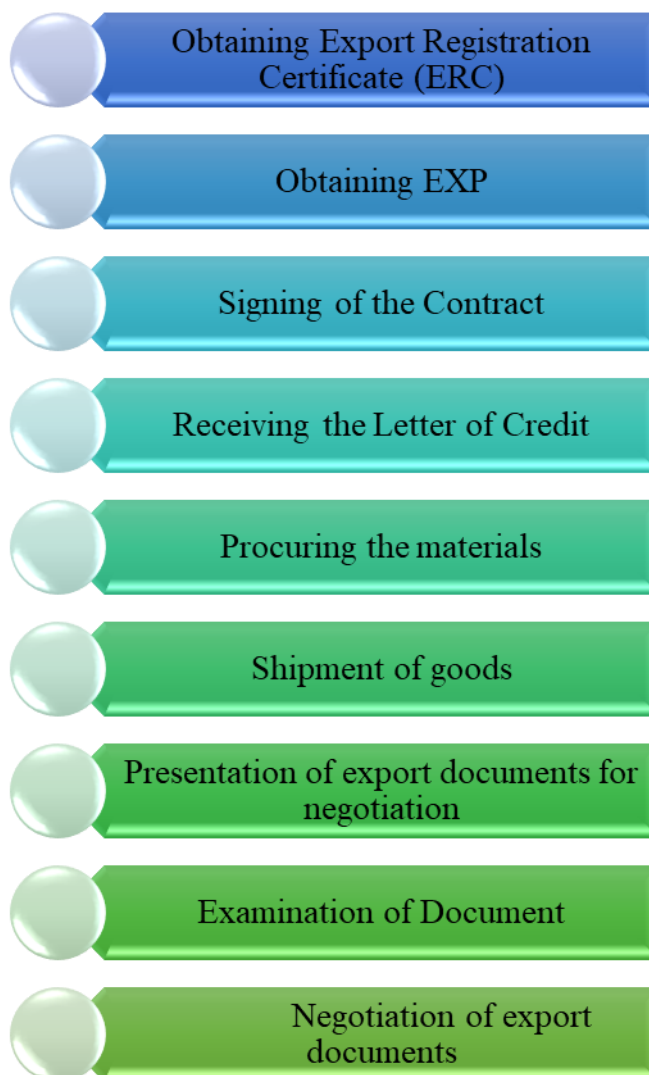 Obtaining Export Registration
Certificate (ERC)
Obtaining EXP
Signing of the Contract
Receiving the Letter of Credit
Procuring the materials
Shipment of goods
Presentation of export documents for
negotiation
Examination of Document
Negotiation of export
documents